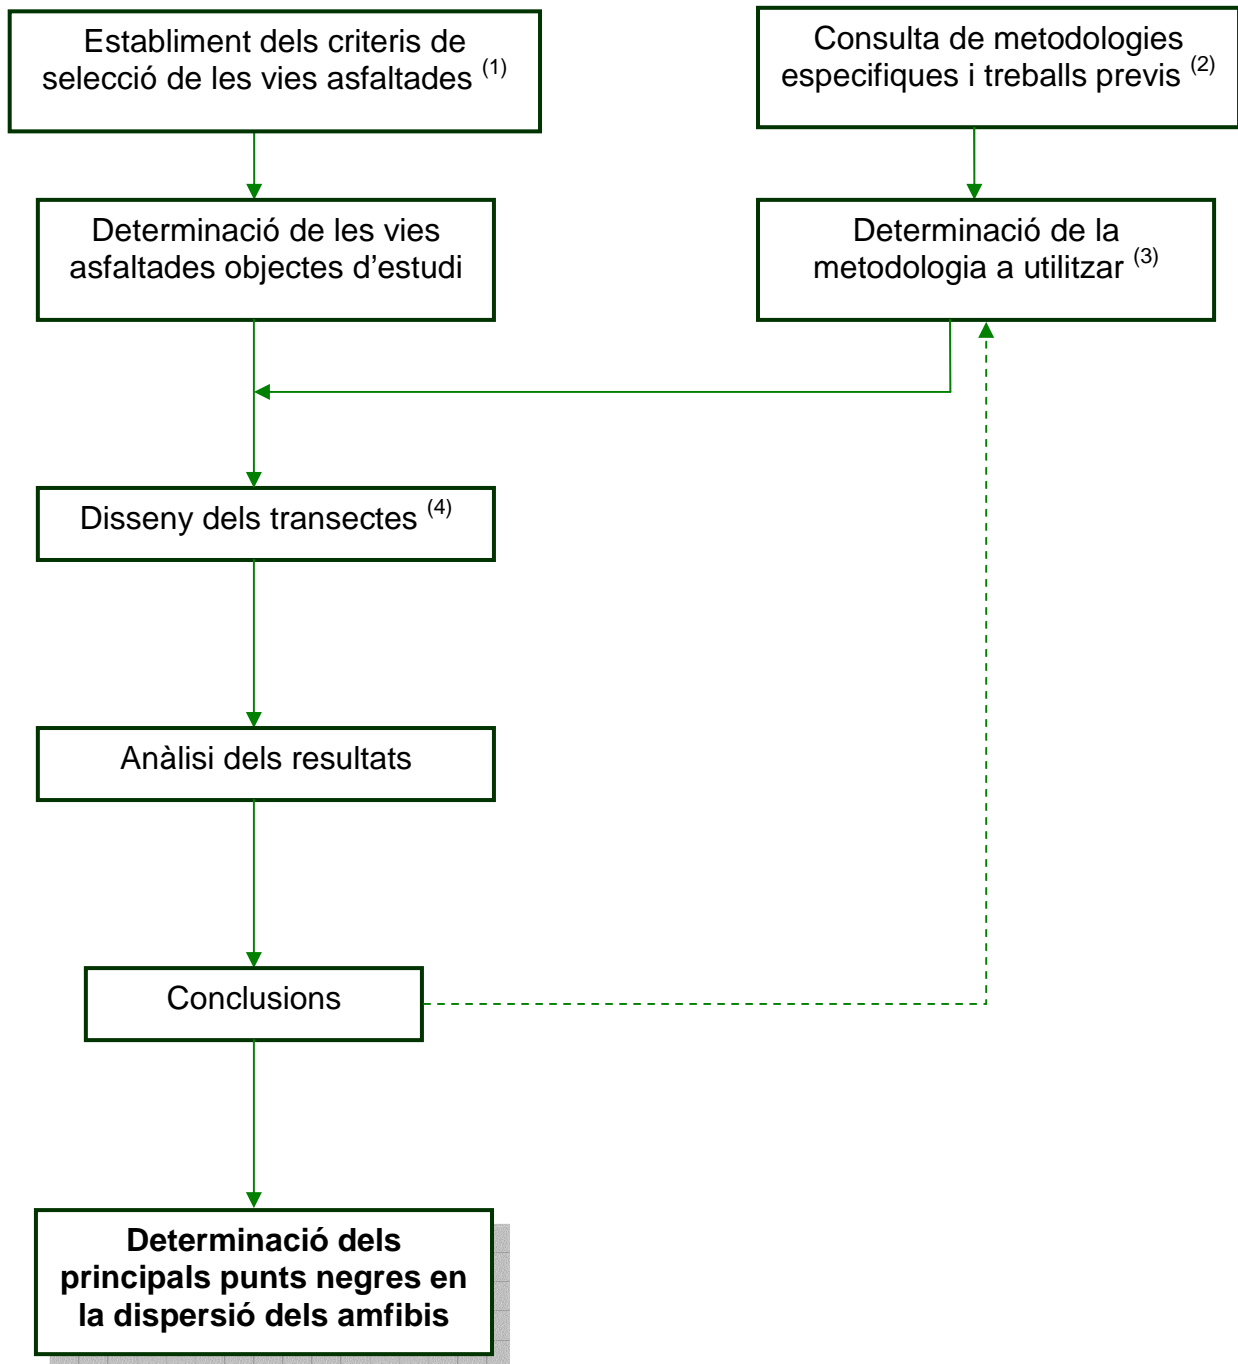 Establiment dels criteris de
selecció de les vies asfaltades (1)
Consulta de metodologies
especifiques i treballs previs (2)
Determinació de les vies
asfaltades objectes d’estudi
Determinació de la
metodologia a utilitzar (3)
Disseny dels transectes (4)
Anàlisi dels resultats
Conclusions
Determinació dels
principals punts negres en
la dispersió dels amfibis